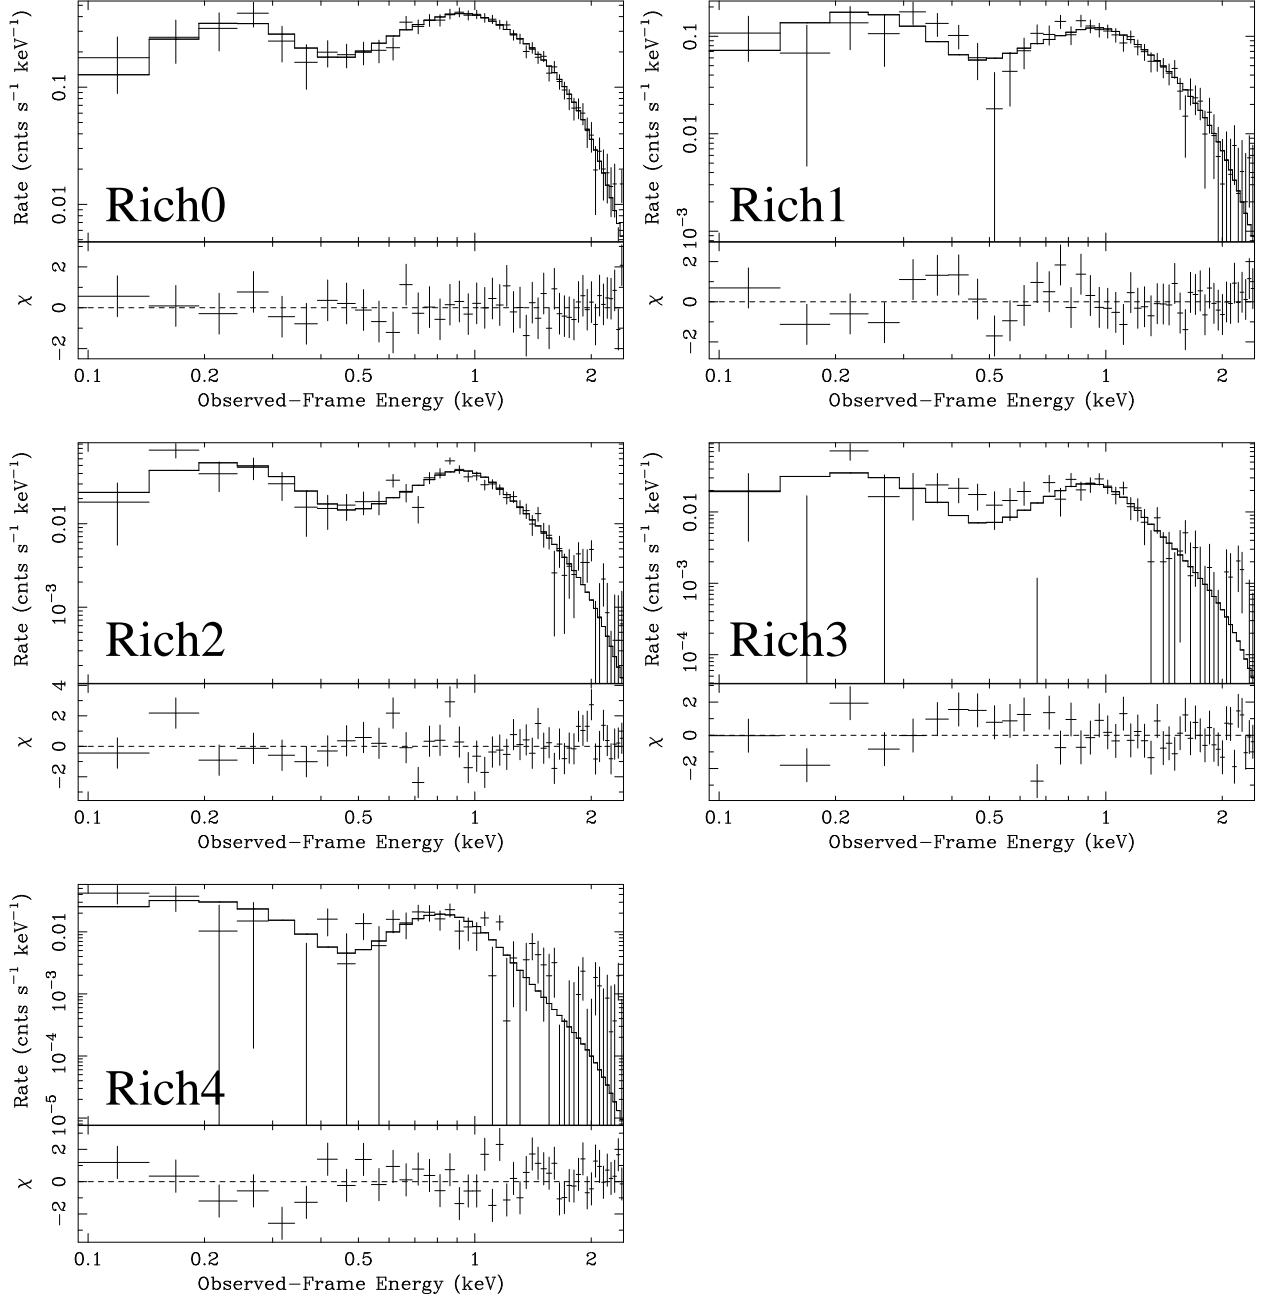 Rate (cnts s⁻¹ keV⁻¹)
0.1
0.01
Rich0
χ
2
0
−2
0.1 0.2 0.5 1 2
Observed−Frame Energy (keV)
Rate (cnts s⁻¹ keV⁻¹)
0.1
0.01
10⁻³
Rich1
χ
2
0
−2
0.1 0.2 0.5 1 2
Observed−Frame Energy (keV)
Rate (cnts s⁻¹ keV⁻¹)
0.01
10⁻³
Rich2
χ
4
2
0
−2
0.1 0.2 0.5 1 2
Observed−Frame Energy (keV)
Rate (cnts s⁻¹ keV⁻¹)
0.01
10⁻³
10⁻⁴
Rich3
χ
2
0
−2
0.1 0.2 0.5 1 2
Observed−Frame Energy (keV)
Rate (cnts s⁻¹ keV⁻¹)
0.01
10⁻³
10⁻⁴
10⁻⁵
Rich4
χ
2
0
−2
0.1 0.2 0.5 1 2
Observed−Frame Energy (keV)